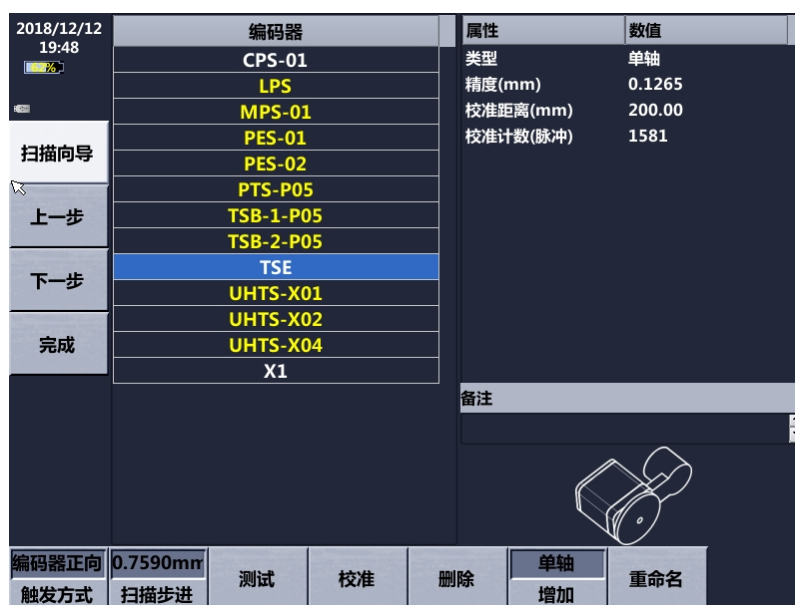 2018/12/12
19:48
62%
扫描向导
上一步
下一步
完成
编码器
CPS-01
LPS
MPS-01
PES-01
PES-02
PTS-P05
TSB-1-P05
TSB-2-P05
TSE
UHTS-X01
UHTS-X02
UHTS-X04
X1
属性 数值
类型 单轴
精度(mm) 0.1265
校准距离(mm) 200.00
校准计数(脉冲) 1581
备注
编码器正向 0.7590mm 单轴
触发方式 扫描步进 测试 校准 删除 增加 重命名